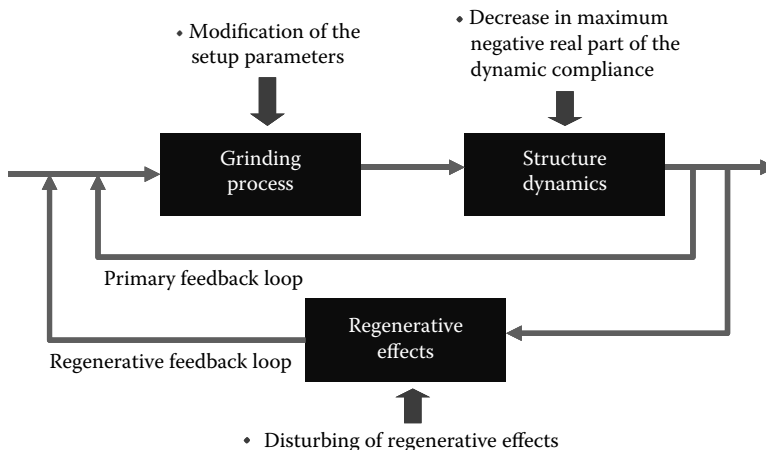 • Modification of the
setup parameters
• Decrease in maximum
negative real part of the
dynamic compliance
Grinding
process
Structure
dynamics
Primary feedback loop
Regenerative
effects
Regenerative feedback loop
• Disturbing of regenerative effects